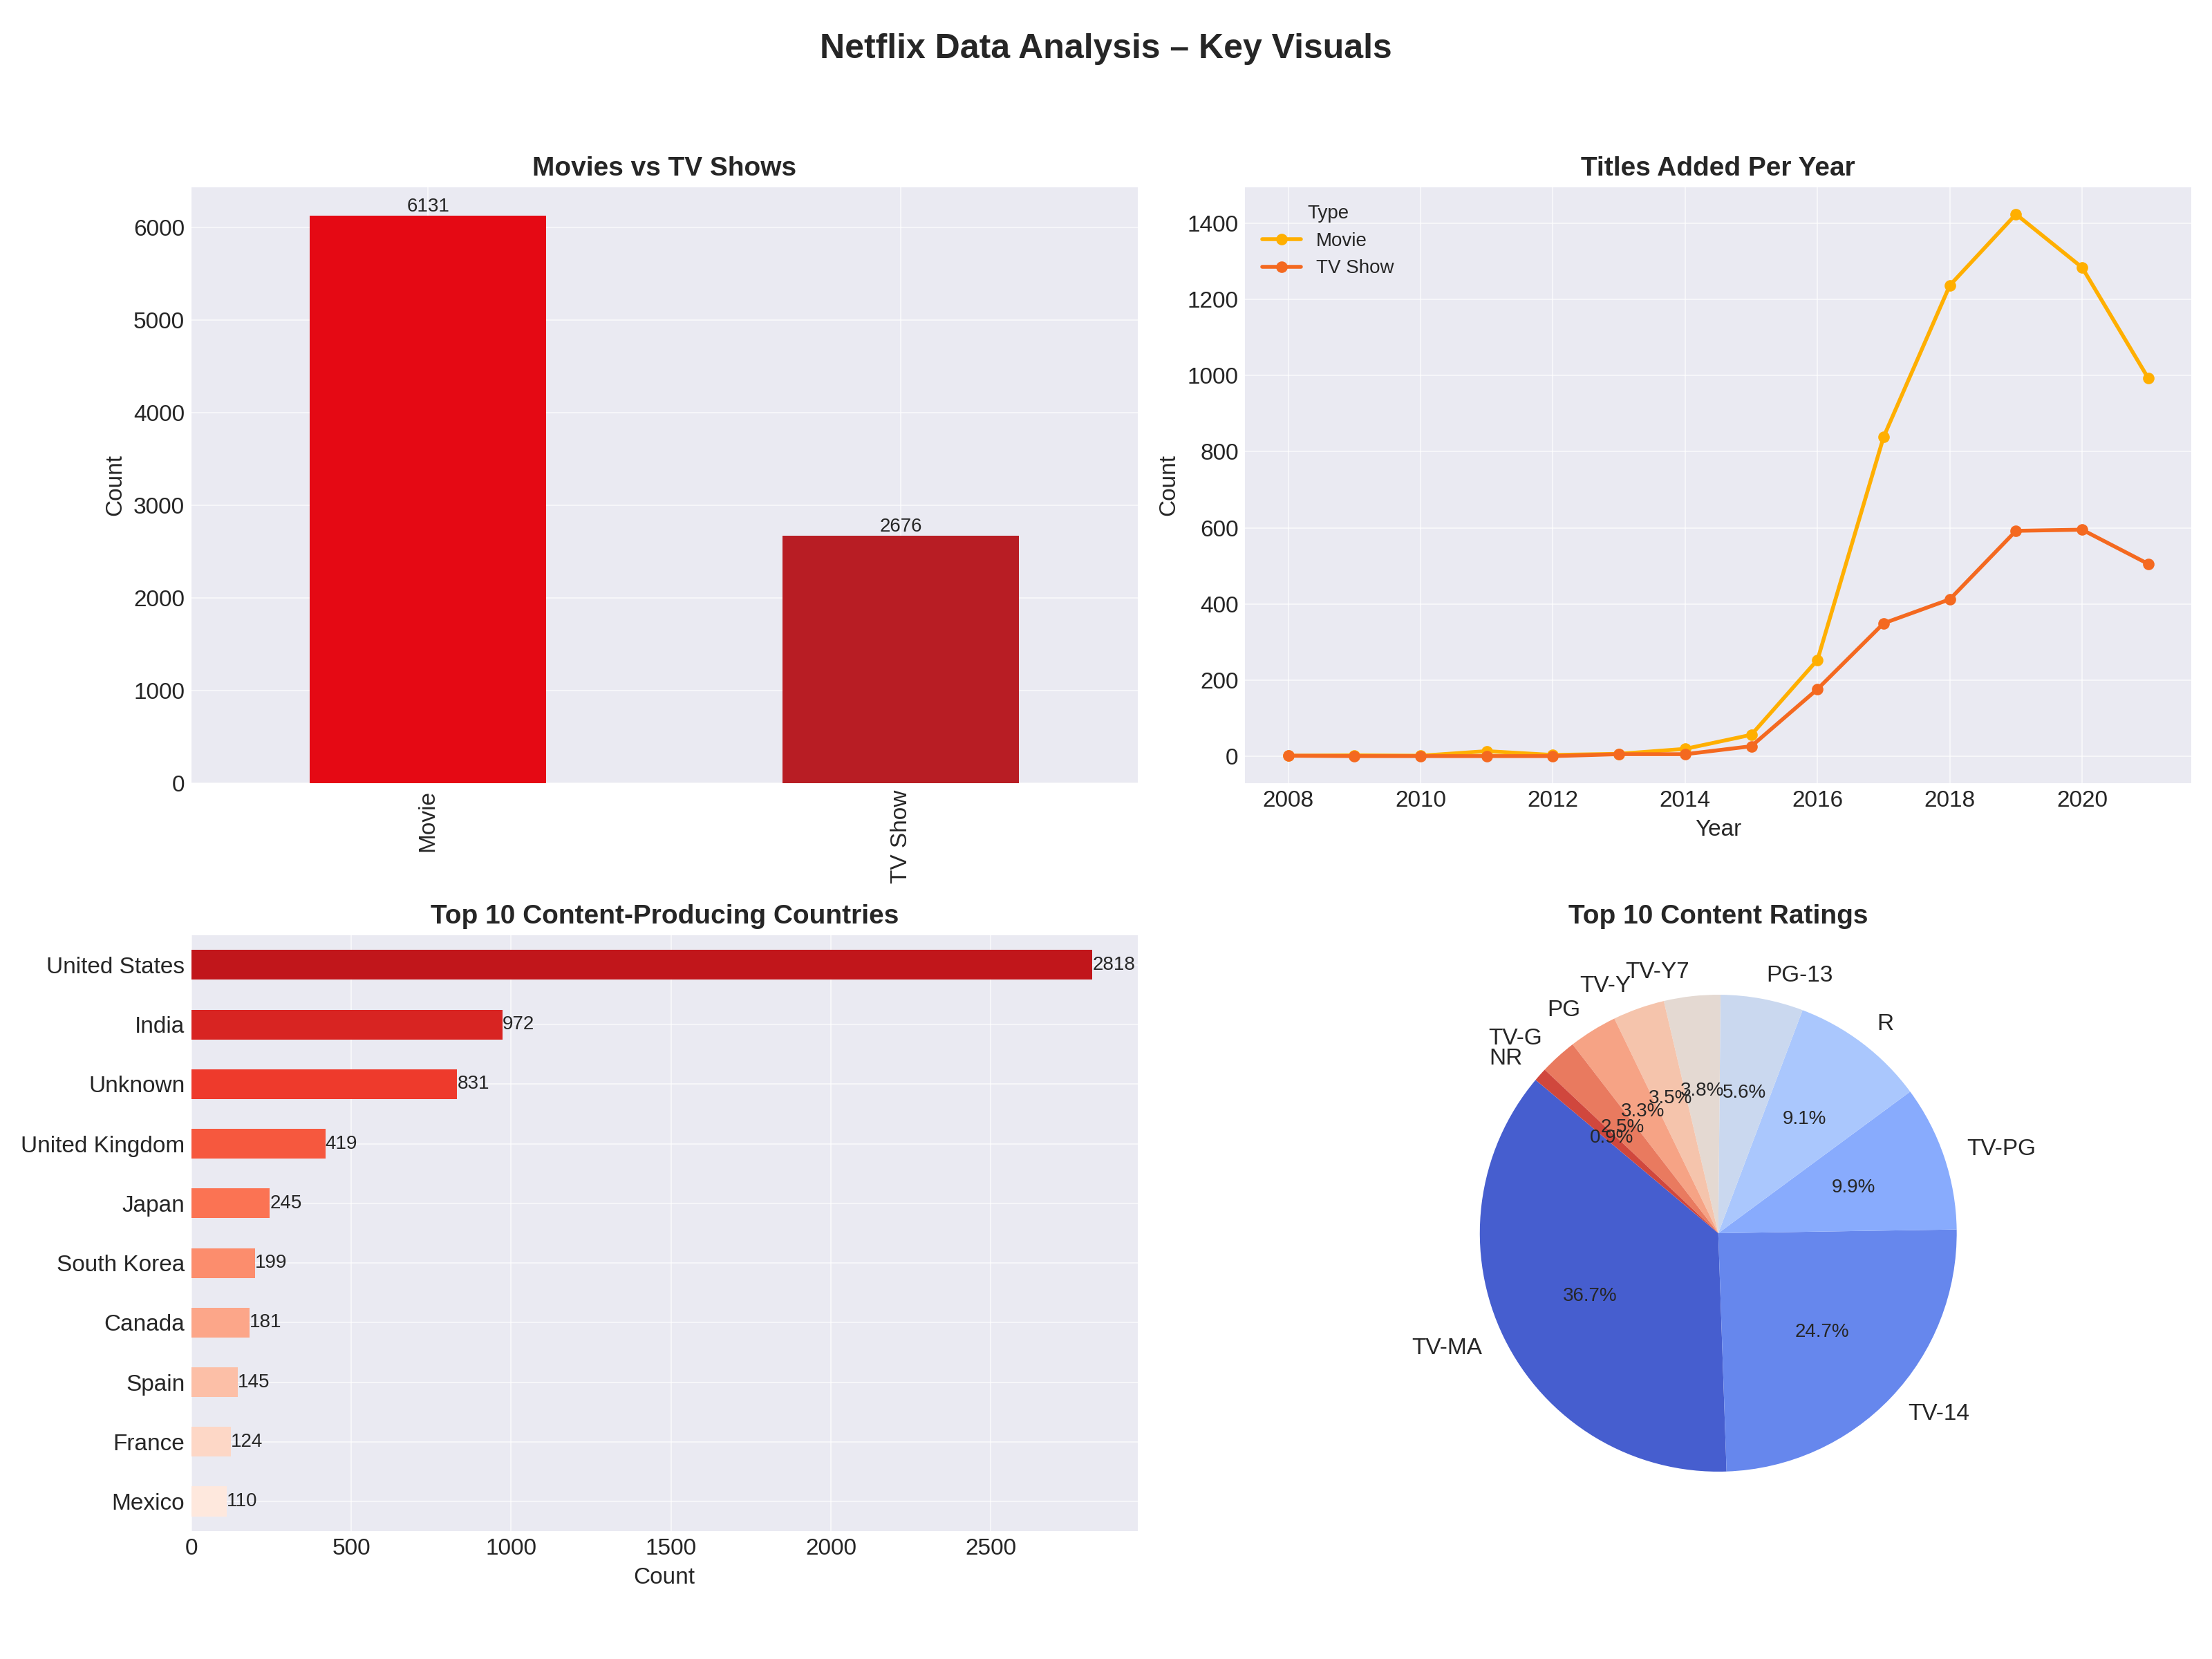 Netflix Data Analysis – Key Visuals
Movies vs TV Shows
6131
2676
6000
5000
4000
3000
2000
1000
0
Count
Movie
TV Show
Titles Added Per Year
Type
Movie
TV Show
1400
1200
1000
800
600
400
200
0
Count
2008 2010 2012 2014 2016 2018 2020
Year
Top 10 Content-Producing Countries
United States 2818
India 972
Unknown 831
United Kingdom 419
Japan 245
South Korea 199
Canada 181
Spain 145
France 124
Mexico 110
0 500 1000 1500 2000 2500
Count
Top 10 Content Ratings
TV-Y7
PG-13
TV-Y
PG
R
TV-G
NR
3.8%
5.6%
3.5%
3.3%
9.1%
2.5%
0.9%
TV-PG
9.9%
36.7%
24.7%
TV-MA
TV-14